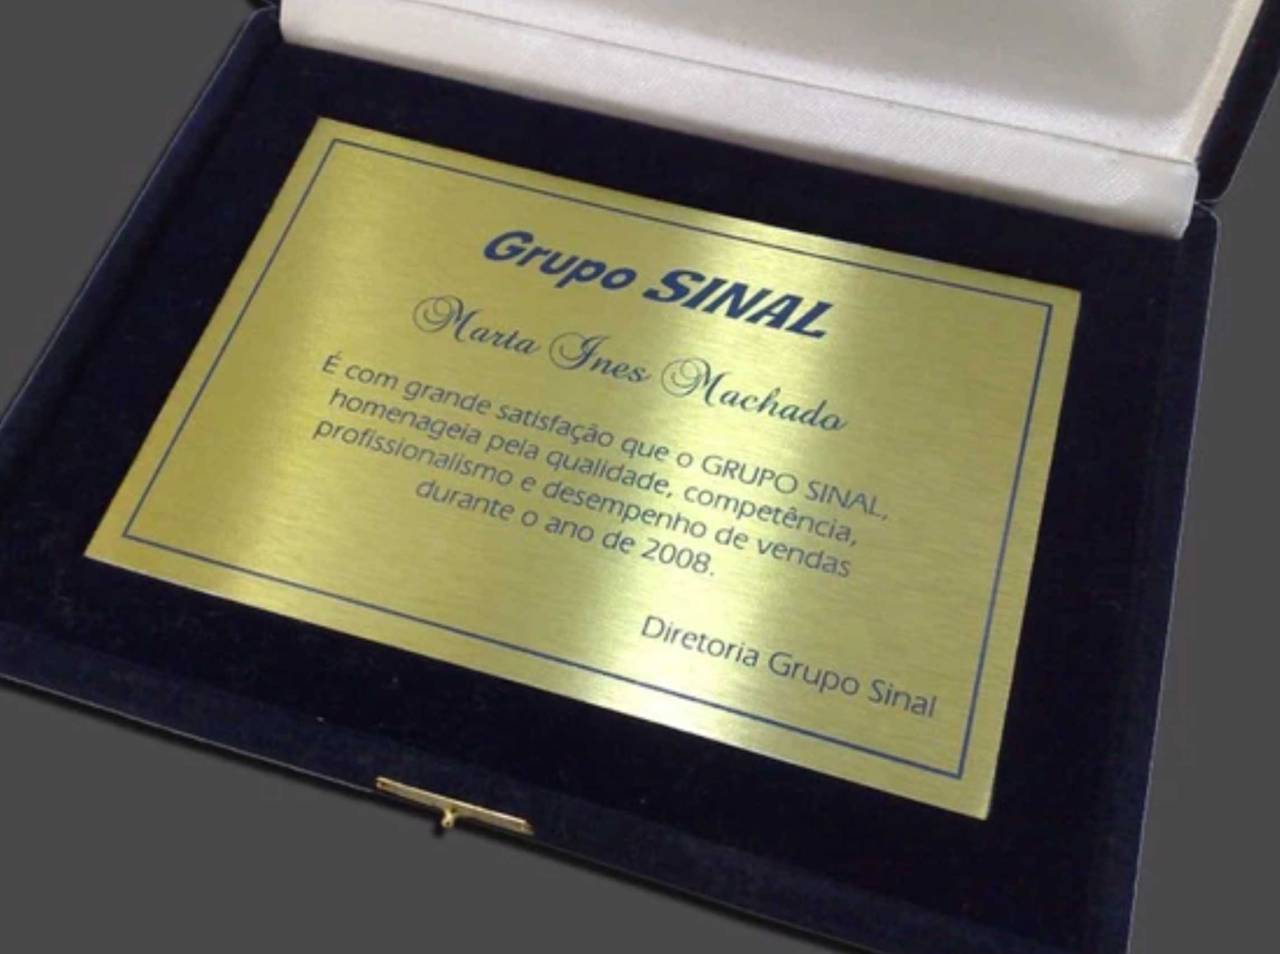 Grupo SINAL
Marta Ines Machado
É com grande satisfação que o GRUPO SINAL,
homenageia pela qualidade, competência,
profissionalismo e desempenho de vendas
durante o ano de 2008.
Diretoria Grupo Sinal